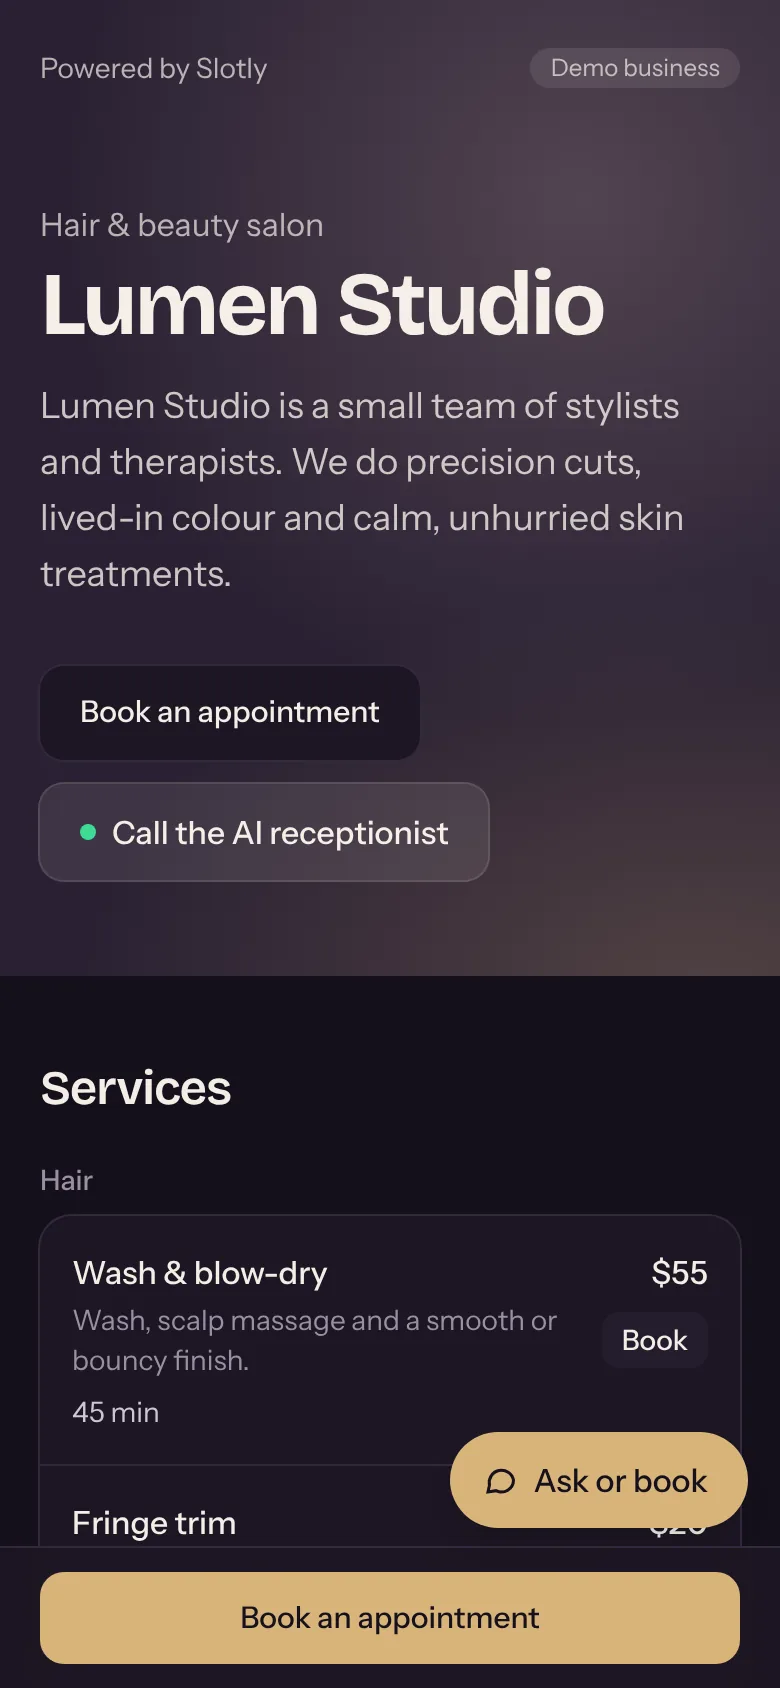 Powered by Slotly
Demo business
Hair & beauty salon
Lumen Studio
Lumen Studio is a small team of stylists
and therapists. We do precision cuts,
lived-in colour and calm, unhurried skin
treatments.
Book an appointment
Call the AI receptionist
Services
Hair
Wash & blow-dry
$55
Wash, scalp massage and a smooth or
bouncy finish.
Book
45 min
Ask or book
Fringe trim
Book an appointment